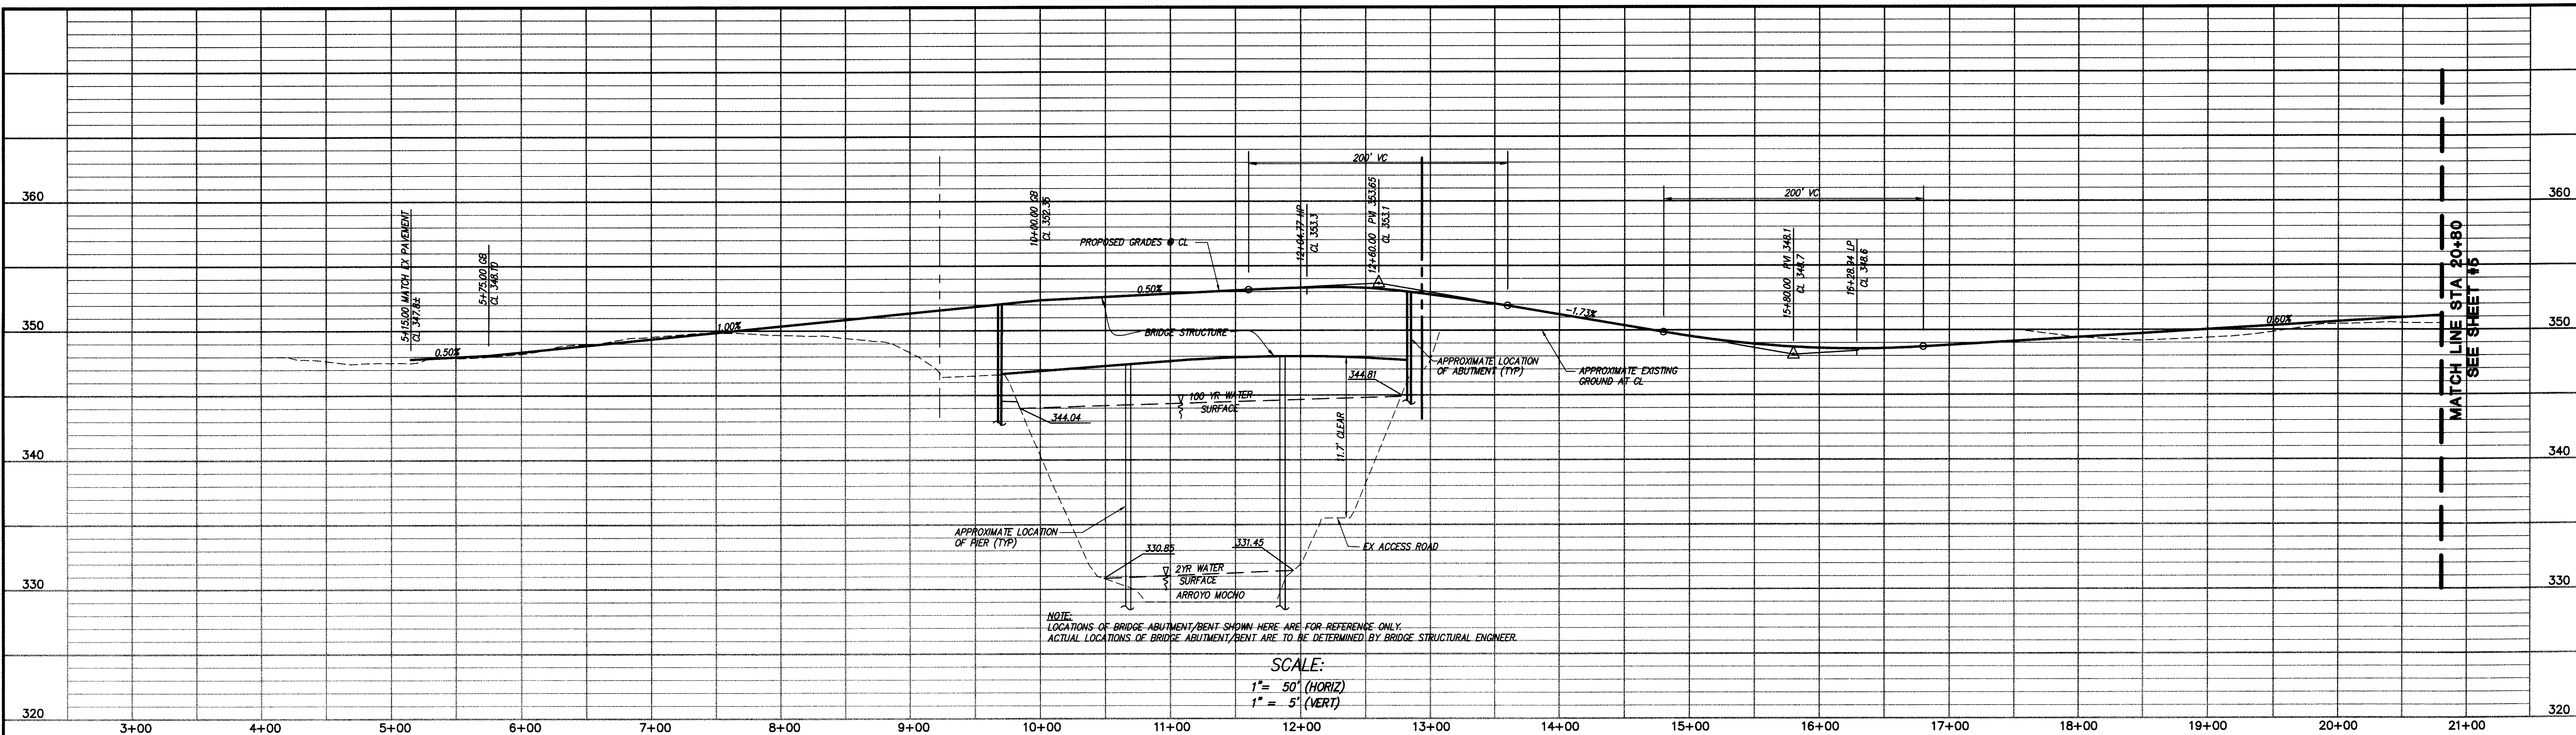 360
350
340
330
320
5+15.00 MATCH EX PAVEMENT
CL 347.8±
5+75.00 GB
CL 348.10
0.50%
1.00%
10+00.00 GB
CL 352.35
PROPOSED GRADES @ CL
0.50%
200' VC
12+04.77 HP
CL 353.3
12+60.00 PVI 353.65
CL 353.1
BRIDGE STRUCTURE
APPROXIMATE LOCATION
OF ABUTMENT (TYP)
-1.73%
APPROXIMATE EXISTING
GROUND AT CL
200' VC
15+80.00 PVI 348.1
CL 348.7
16+28.94 LP
CL 348.6
0.60%
344.81
100 YR WATER
SURFACE
344.04
11.7' CLEAR
APPROXIMATE LOCATION
OF PIER (TYP)
330.85
331.45
EX ACCESS ROAD
2YR WATER
SURFACE
ARROYO MOCHO
NOTE:
LOCATIONS OF BRIDGE ABUTMENT/BENT SHOWN HERE ARE FOR REFERENCE ONLY.
ACTUAL LOCATIONS OF BRIDGE ABUTMENT/BENT ARE TO BE DETERMINED BY BRIDGE STRUCTURAL ENGINEER.
SCALE:
1"= 50' (HORIZ)
1" = 5' (VERT)
MATCH LINE STA 20+80
SEE SHEET #5
360
350
340
330
320
3+00
4+00
5+00
6+00
7+00
8+00
9+00
10+00
11+00
12+00
13+00
14+00
15+00
16+00
17+00
18+00
19+00
20+00
21+00